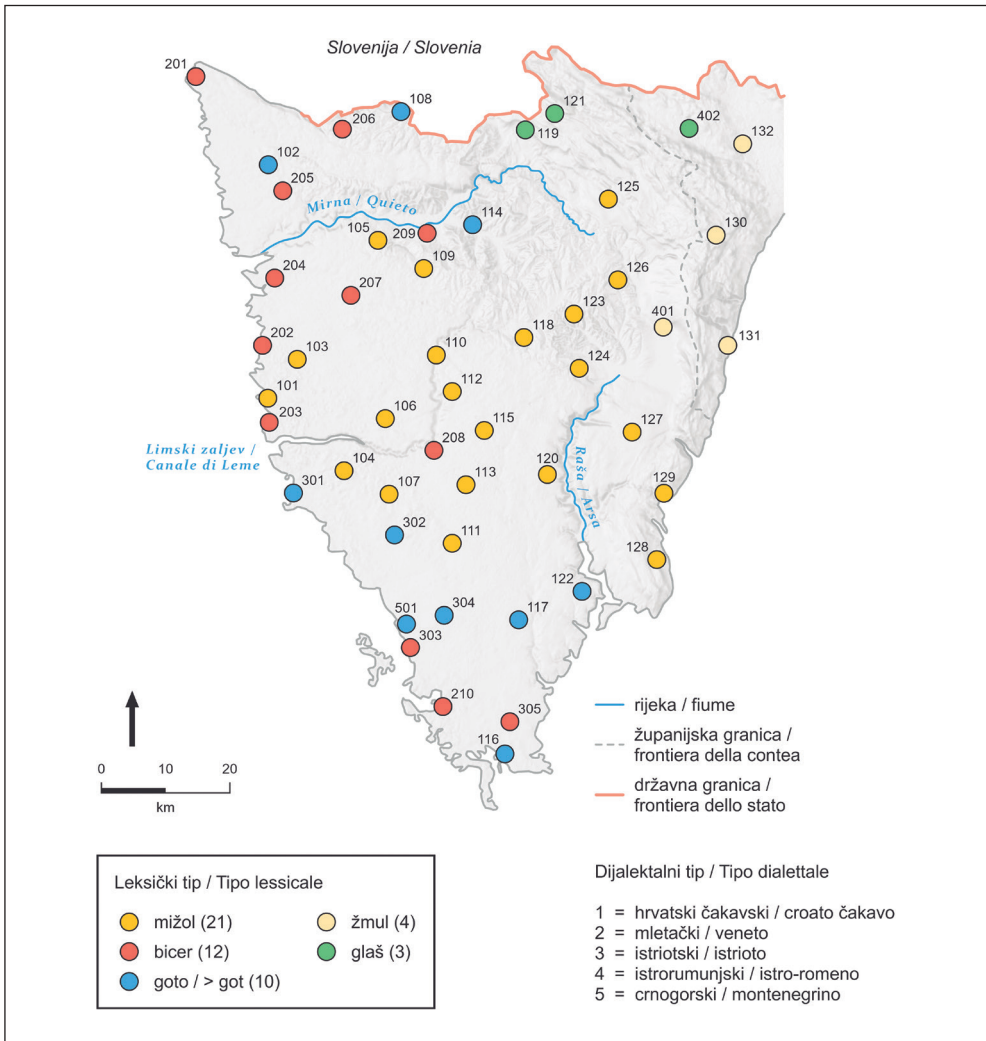 Slovenija / Slovenia
201
108
121
402
206
119
132
102
205
125
Mirna / Quieto
114
130
105
209
109
126
204
207
123
401
118
131
202
103
110
124
112
101
106
127
203
115
208
Limski zaljev /
Canale di Leme
104
120
Raša / Arsa
301
107
113
129
302
111
128
122
304
117
501
303
210
305
116
0 10 20
km
rijeka / fiume
županijska granica /
frontiera della contea
državna granica /
frontiera dello stato
Leksički tip / Tipo lessicale
mižol (21)
bicer (12)
goto / > got (10)
žmul (4)
glaš (3)
Dijalektalni tip / Tipo dialettale
1 = hrvatski čakavski / croato čakavo
2 = mletački / veneto
3 = istriotski / istrioto
4 = istrorumunjski / istro-romeno
5 = crnogorski / montenegrino